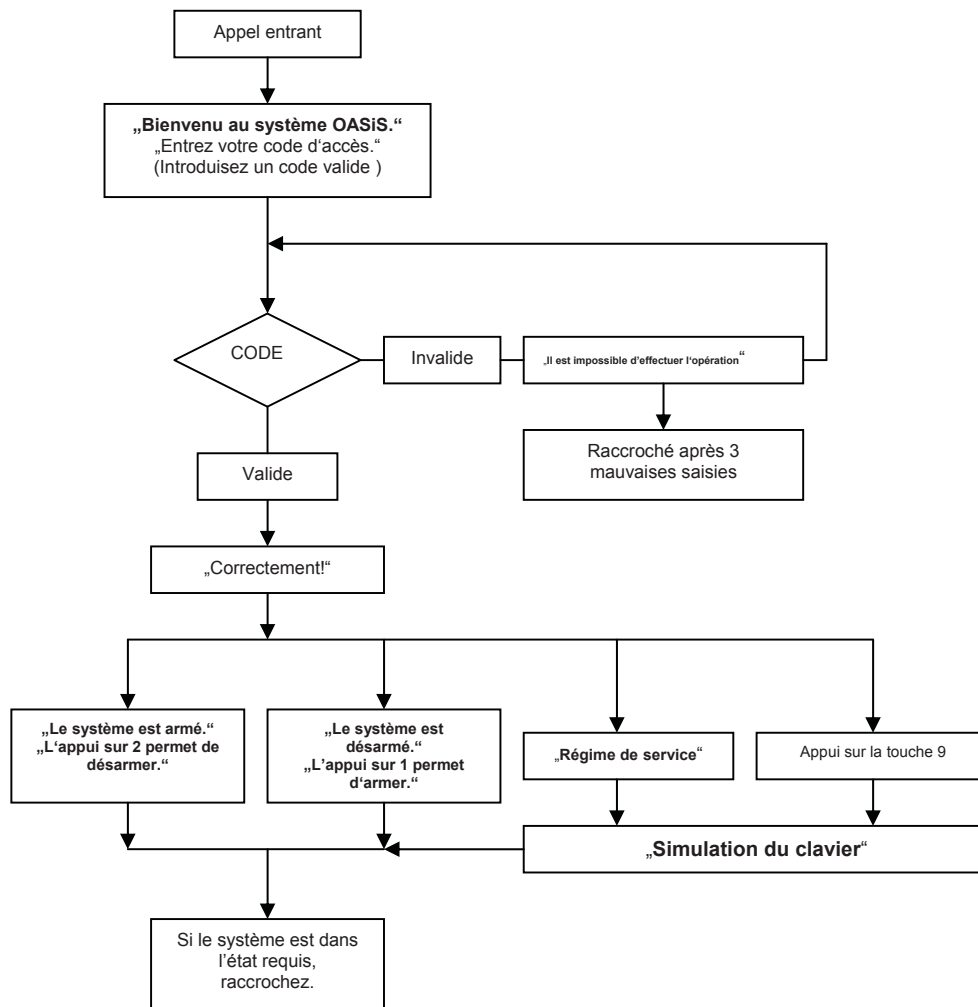 Appel entrant
„Bienvenu au système OASiS.“
„Entrez votre code d'accès.“
(Introduisez un code valide )
CODE
Invalide
„Il est impossible d'effectuer l'opération“
Raccroché après 3
mauvaises saisies
Valide
„Correctement!“
„Le système est armé.“
„L‘appui sur 2 permet de
désarmer.“
„Le système est
désarmé.“
„L’appui sur 1 permet
d‘armer.“
„Régime de service“
Appui sur la touche 9
„Simulation du clavier“
Si le système est dans
l’état requis,
raccrochez.